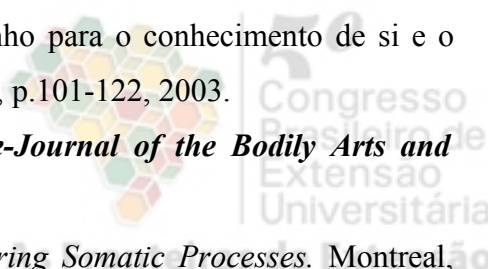 nho para o conhecimento de si e o
, p.101-122, 2003.
e-Journal of the Bodily Arts and
ring Somatic Processes. Montreal,
5º
Congresso
Brasileiro de
Extensão
Universitária